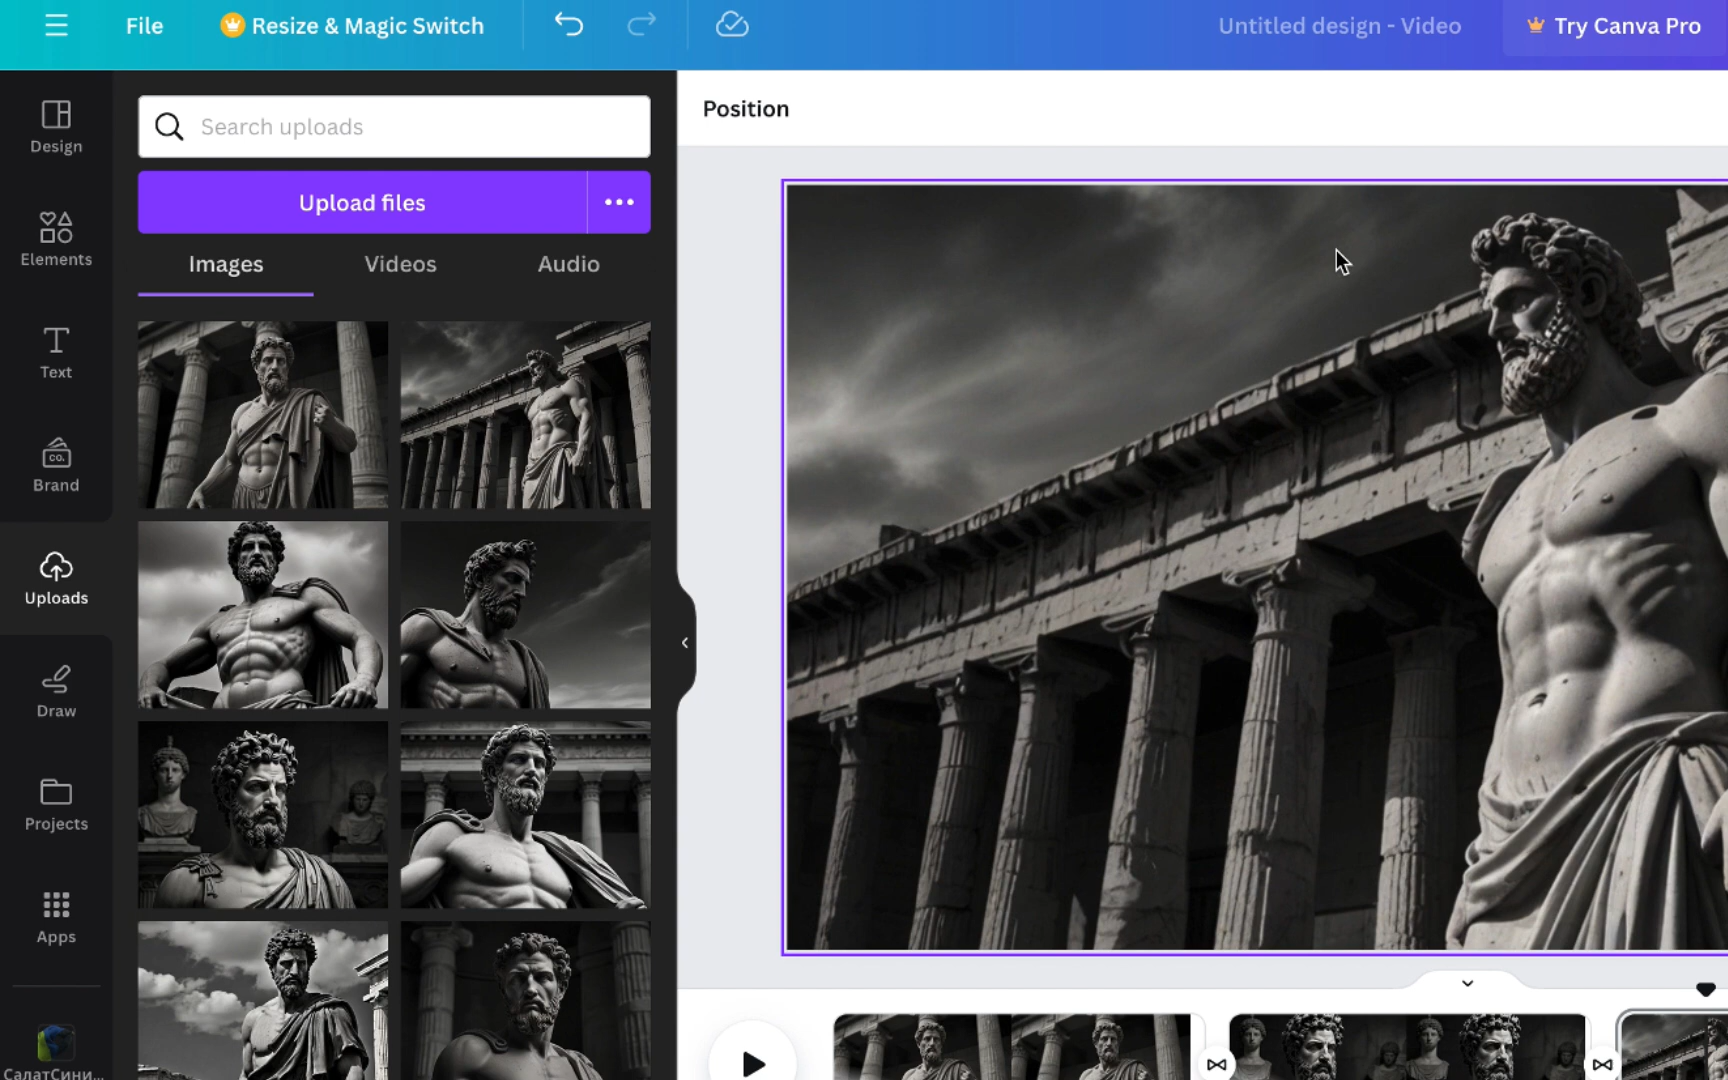 File
Resize & Magic Switch
Untitled design - Video
Try Canva Pro
Design
Elements
Text
CO.
Brand
Uploads
Draw
Projects
Apps
СалатСини...
Search uploads
Upload files
Images
Videos
Audio
Position